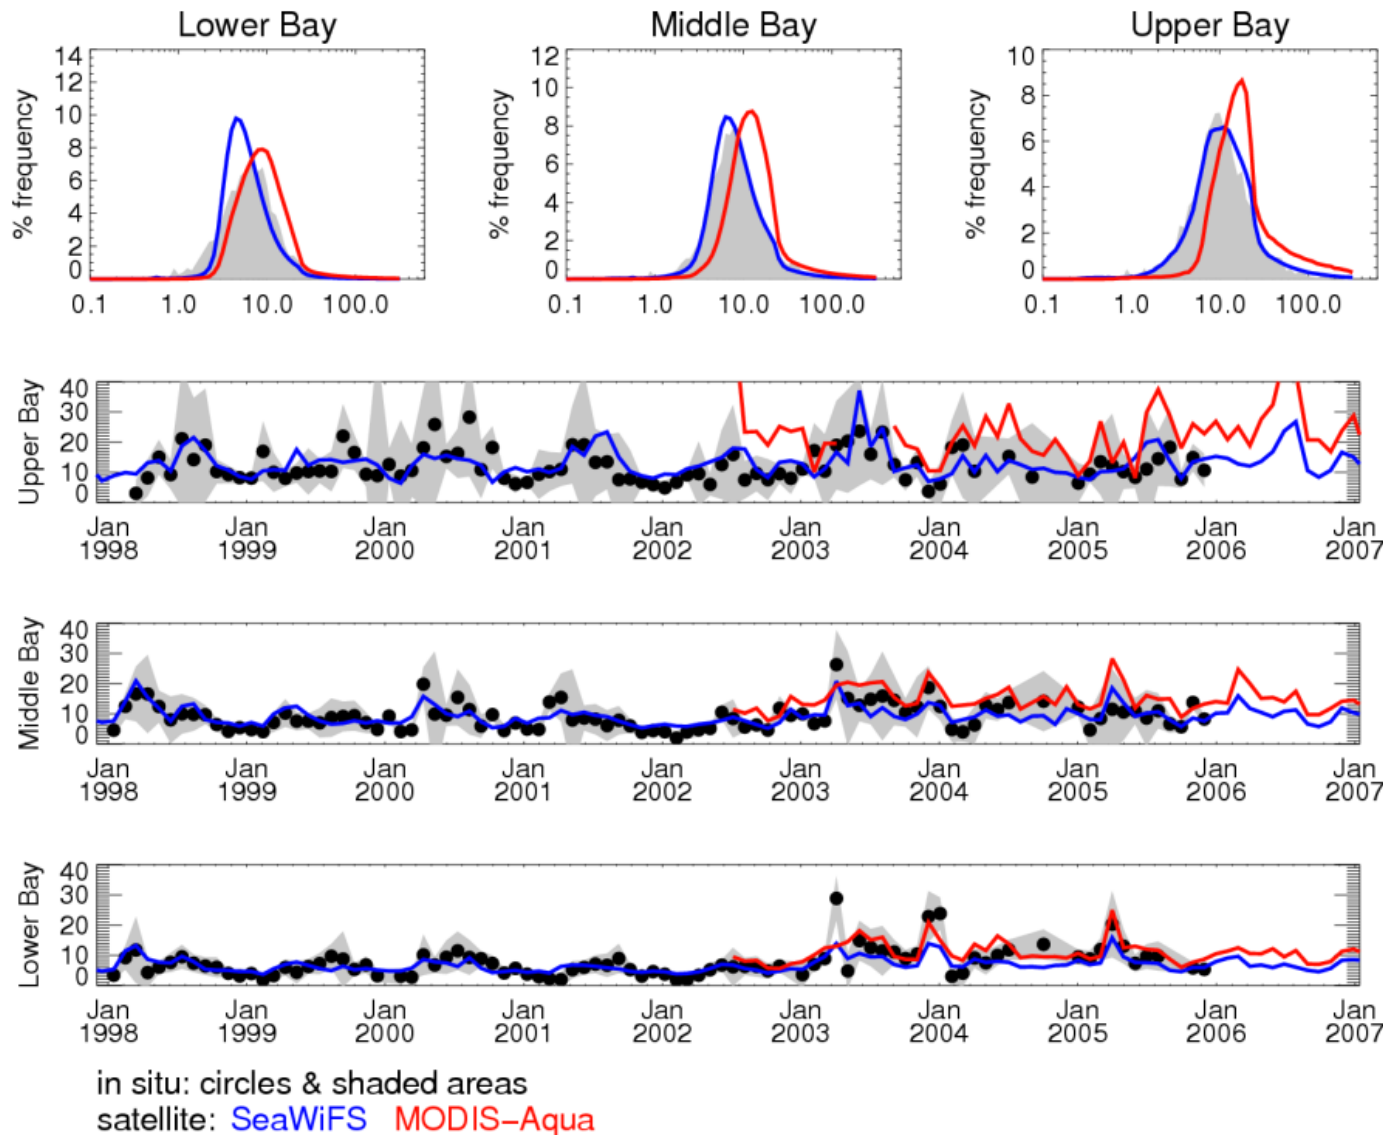 Lower Bay Middle Bay Upper Bay
% frequency
14
12
10
8
6
4
2
0
0.1 1.0 10.0 100.0
% frequency
12
10
8
6
4
2
0
0.1 1.0 10.0 100.0
% frequency
10
8
6
4
2
0
0.1 1.0 10.0 100.0
Upper Bay
40
30
20
10
0
Jan Jan Jan Jan Jan Jan Jan Jan Jan Jan
1998 1999 2000 2001 2002 2003 2004 2005 2006 2007
Middle Bay
40
30
20
10
0
Jan Jan Jan Jan Jan Jan Jan Jan Jan Jan
1998 1999 2000 2001 2002 2003 2004 2005 2006 2007
Lower Bay
40
30
20
10
0
Jan Jan Jan Jan Jan Jan Jan Jan Jan Jan
1998 1999 2000 2001 2002 2003 2004 2005 2006 2007
in situ: circles & shaded areas
satellite: SeaWiFS MODIS–Aqua